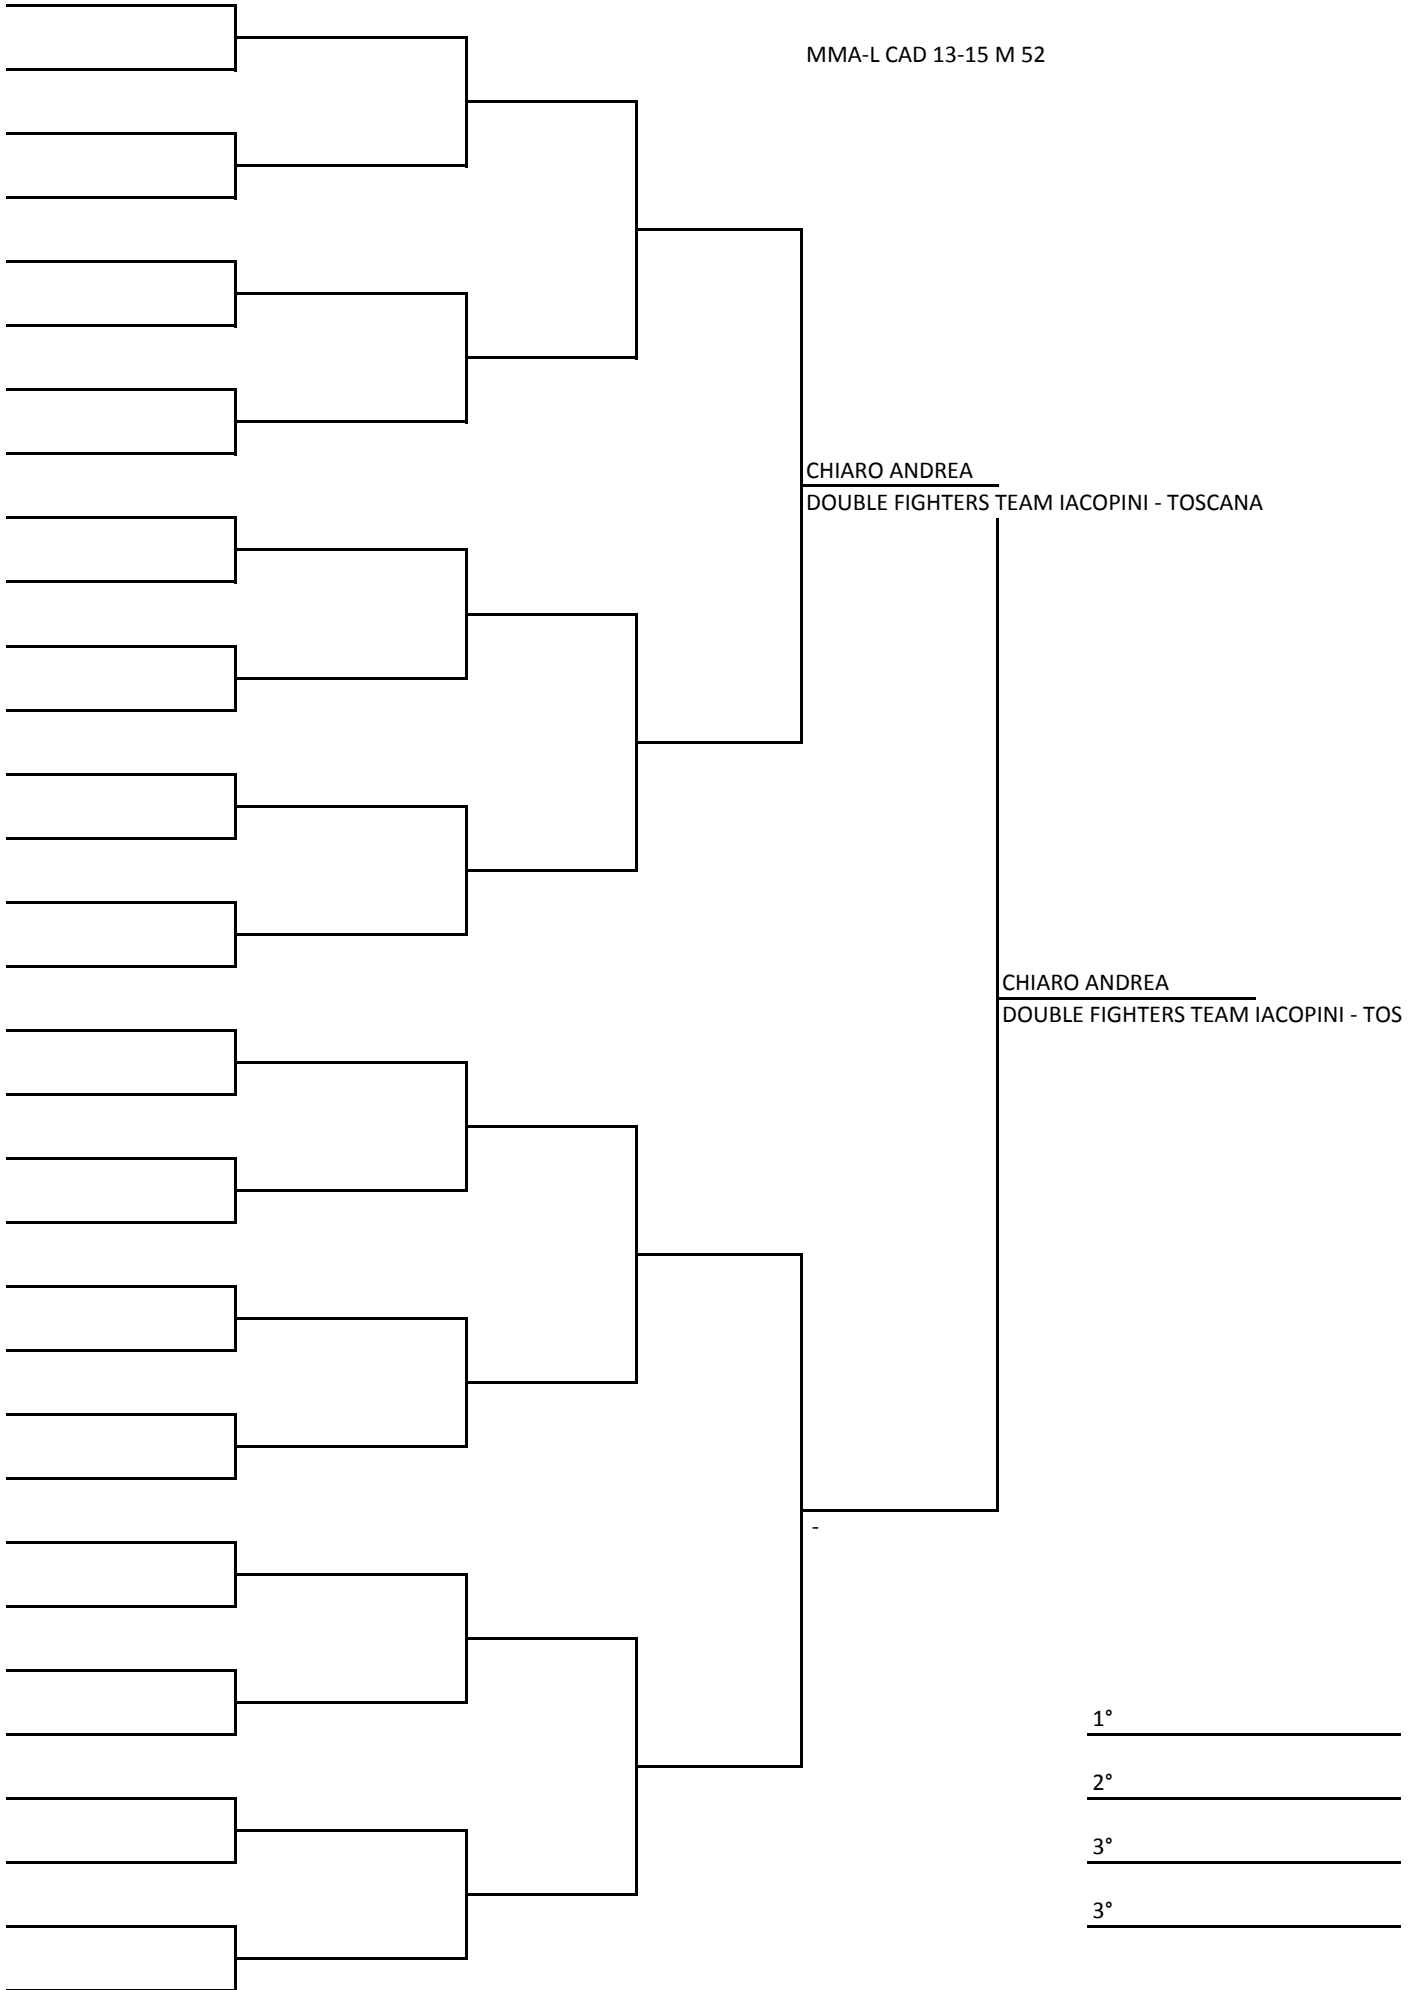 MMA-L CAD 13-15 M 52
CHIARO ANDREA
DOUBLE FIGHTERS TEAM IACOPINI - TOSCANA
CHIARO ANDREA
DOUBLE FIGHTERS TEAM IACOPINI - TOS
-
1°
2°
3°
3°